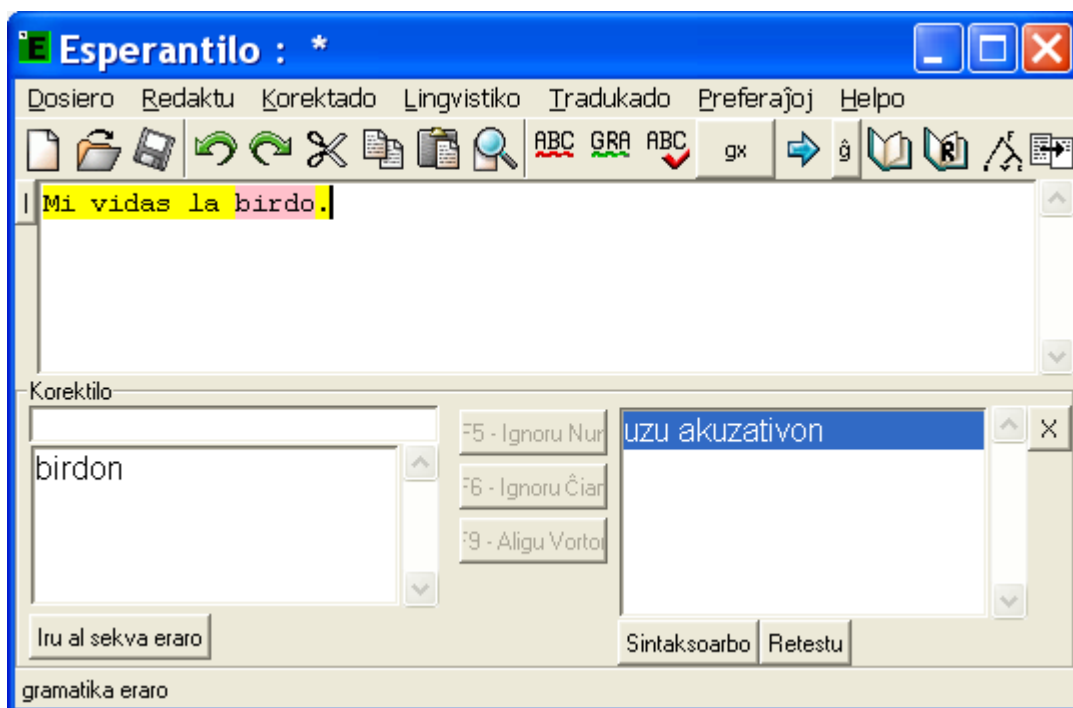 Esperantilo : *
Dosiero Redaktu Korektado Lingvistiko Tradukado Preferaĵoj Helpo
ABC GRA ABC gx ĝ R
Mi vidas la birdo.
Korektilo
F5 - Ignoru Nur
uzu akuzativon
X
birdon
F6 - Ignoru Ĉian
F9 - Aligu Vorton
Iru al sekva eraro
Sintaksoarbo Retestu
gramatika eraro